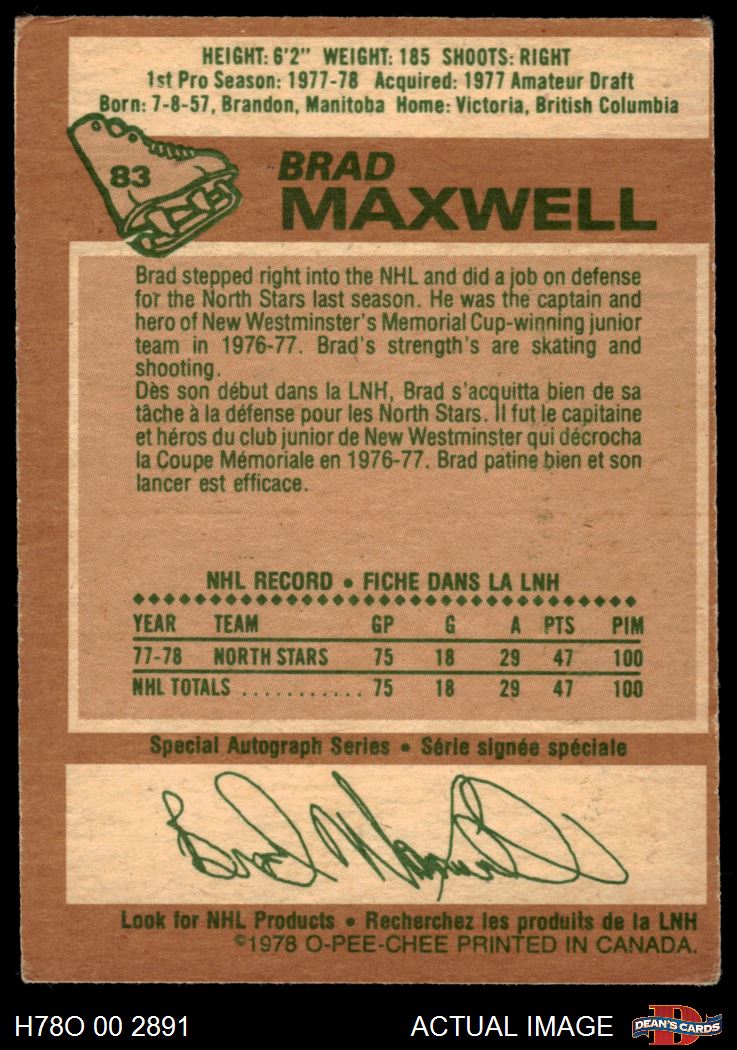 HEIGHT: 6'2" WEIGHT: 185 SHOOTS: RIGHT
1st Pro Season: 1977-78 Acquired: 1977 Amateur Draft
Born: 7-8-57, Brandon, Manitoba Home: Victoria, British Columbia
83
BRAD
MAXWELL
Brad stepped right into the NHL and did a job on defense
for the North Stars last season. He was the captain and
hero of New Westminster's Memorial Cup-winning junior
team in 1976-77. Brad's strength's are skating and
shooting.
Dès son début dans la LNH, Brad s'acquitta bien de sa
tâche à la défense pour les North Stars. Il fut le capitaine
et héros du club junior de New Westminster qui décrocha
la Coupe Mémoriale en 1976-77. Brad patine bien et son
lancer est efficace.
NHL RECORD • FICHE DANS LA LNH
YEAR TEAM GP G A PTS PIM
77-78 NORTH STARS 75 18 29 47 100
NHL TOTALS ............ 75 18 29 47 100
Special Autograph Series • Série signée spéciale
Brad Maxwell
Look for NHL Products • Recherchez les produits de la LNH
©1978 O-PEE-CHEE PRINTED IN CANADA.
H78O 00 2891 ACTUAL IMAGE D DEAN'S CARDS